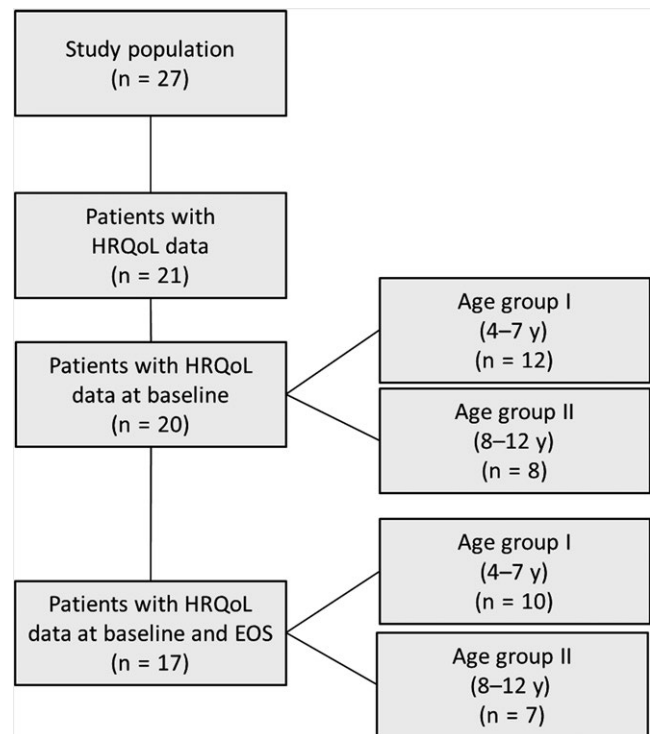 Study population
(n = 27)
Patients with
HRQoL data
(n = 21)
Patients with HRQoL
data at baseline
(n = 20)
Age group I
(4–7 y)
(n = 12)
Age group II
(8–12 y)
(n = 8)
Patients with HRQoL
data at baseline and EOS
(n = 17)
Age group I
(4–7 y)
(n = 10)
Age group II
(8–12 y)
(n = 7)